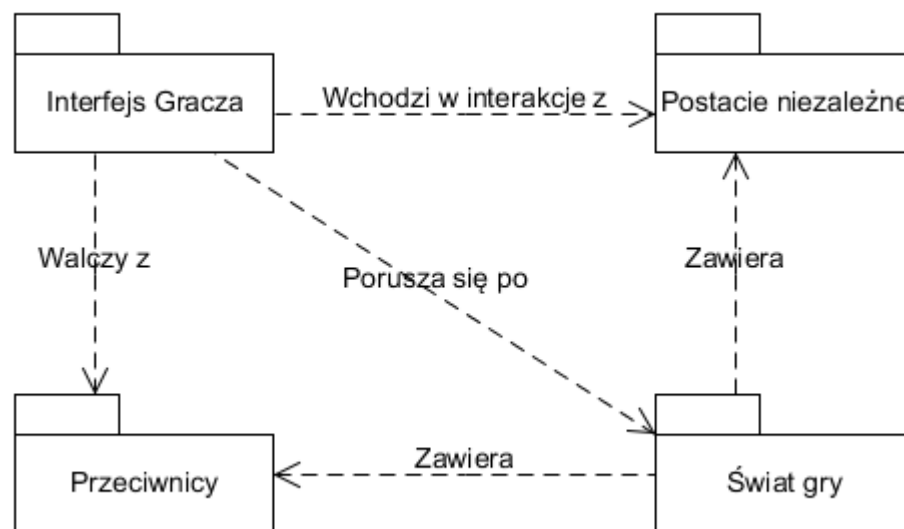 Interfejs Gracza
Wchodzi w interakcje z
Postacie niezależne
Walczy z
Porusza się po
Zawiera
Przeciwnicy
Zawiera
Świat gry